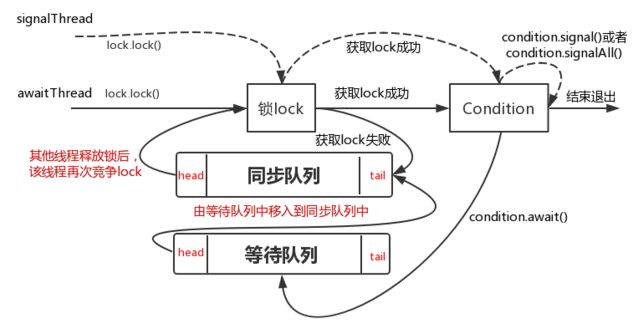 signalThread
lock.lock()
获取lock成功
condition.signal()或者
condition.signalAll()
awaitThread
lock.lock()
锁lock
获取lock成功
Condition
结束退出
获取lock失败
其他线程释放锁后，
该线程再次竞争lock
head
同步队列
tail
由等待队列中移入到同步队列中
condition.await()
head
等待队列
tail